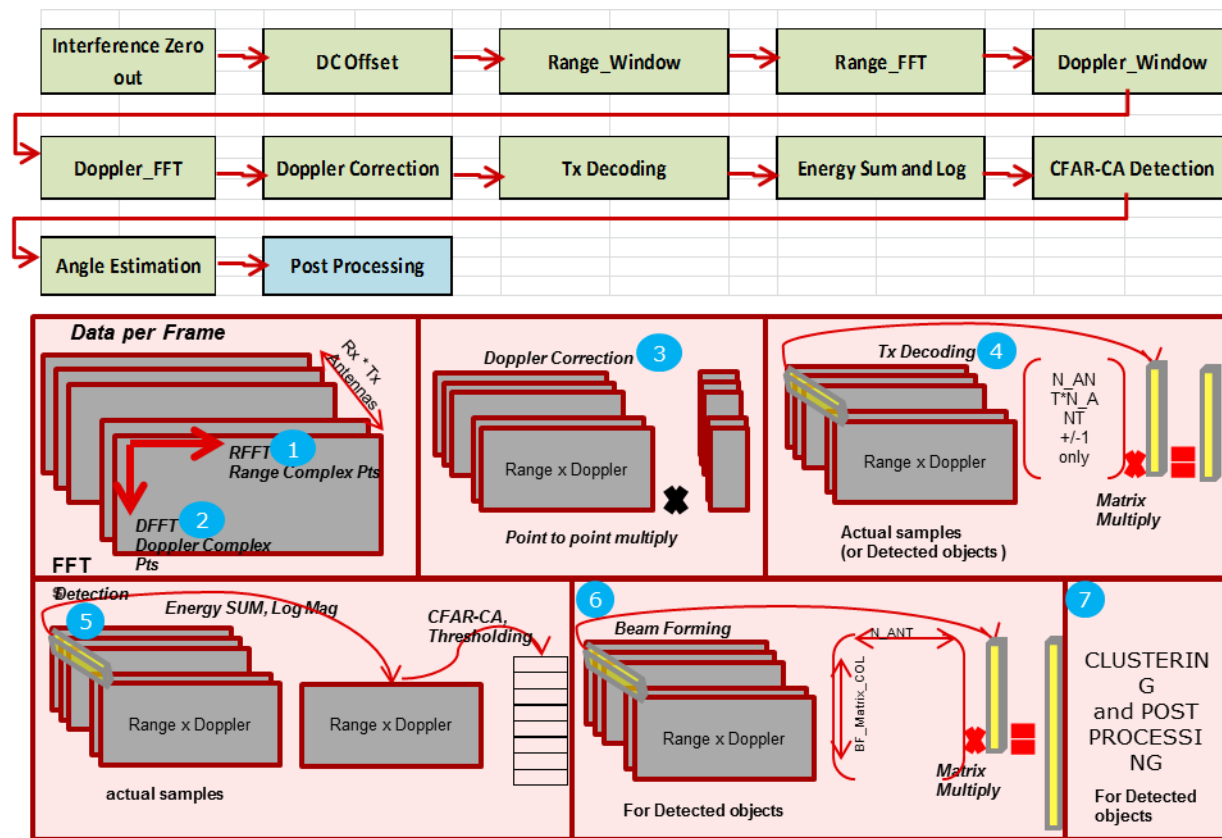 Interference Zero
out
DC Offset
Range_Window
Range_FFT
Doppler_Window
Doppler_FFT
Doppler Correction
Tx Decoding
Energy Sum and Log
CFAR-CA Detection
Angle Estimation
Post Processing
Data per Frame
Rx * Tx
Antennas
1
RFFT
Range Complex Pts
2
DFFT
Doppler Complex
Pts
FFT
s
Doppler Correction
3
Range x Doppler
Point to point multiply
Tx Decoding
4
Range x Doppler
N_AN
T*N_A
NT
+/-1
only
Matrix
Multiply
Actual samples
(or Detected objects )
Detection
5
Energy SUM, Log Mag
CFAR-CA,
Thresholding
Range x Doppler
Range x Doppler
actual samples
6
Beam Forming
N_ANT
BF_Matrix_COL
Range x Doppler
Matrix
Multiply
For Detected objects
7
CLUSTERIN
G
and POST
PROCESSI
NG
For Detected
objects